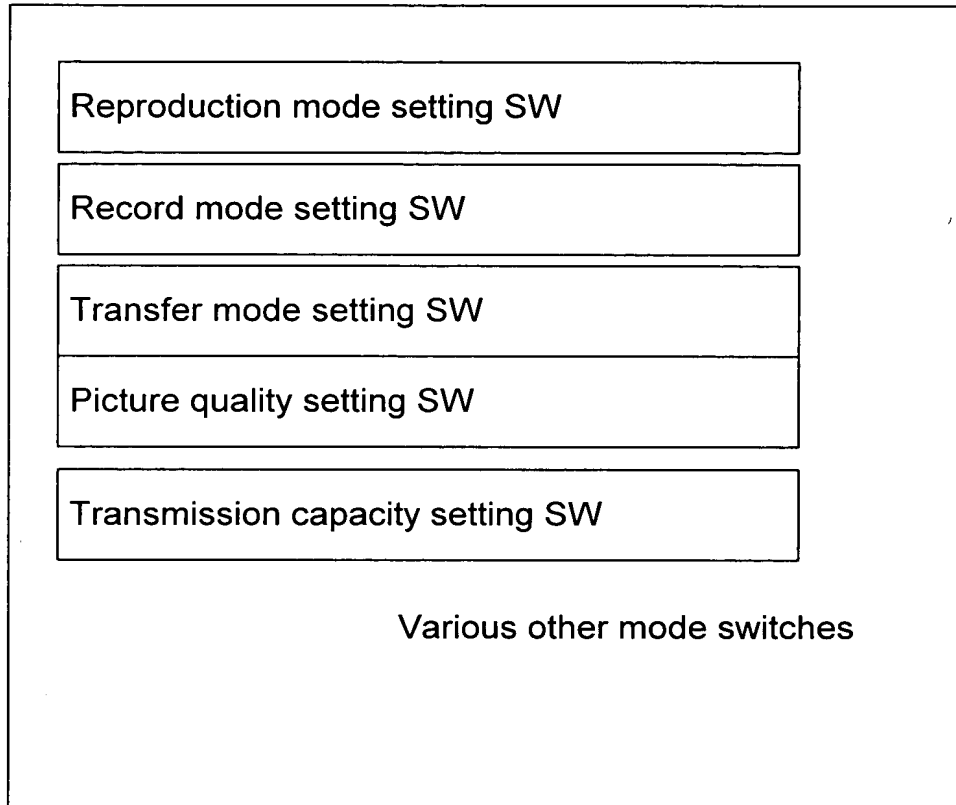 Reproduction mode setting SW
Record mode setting SW
Transfer mode setting SW
Picture quality setting SW
Transmission capacity setting SW
Various other mode switches